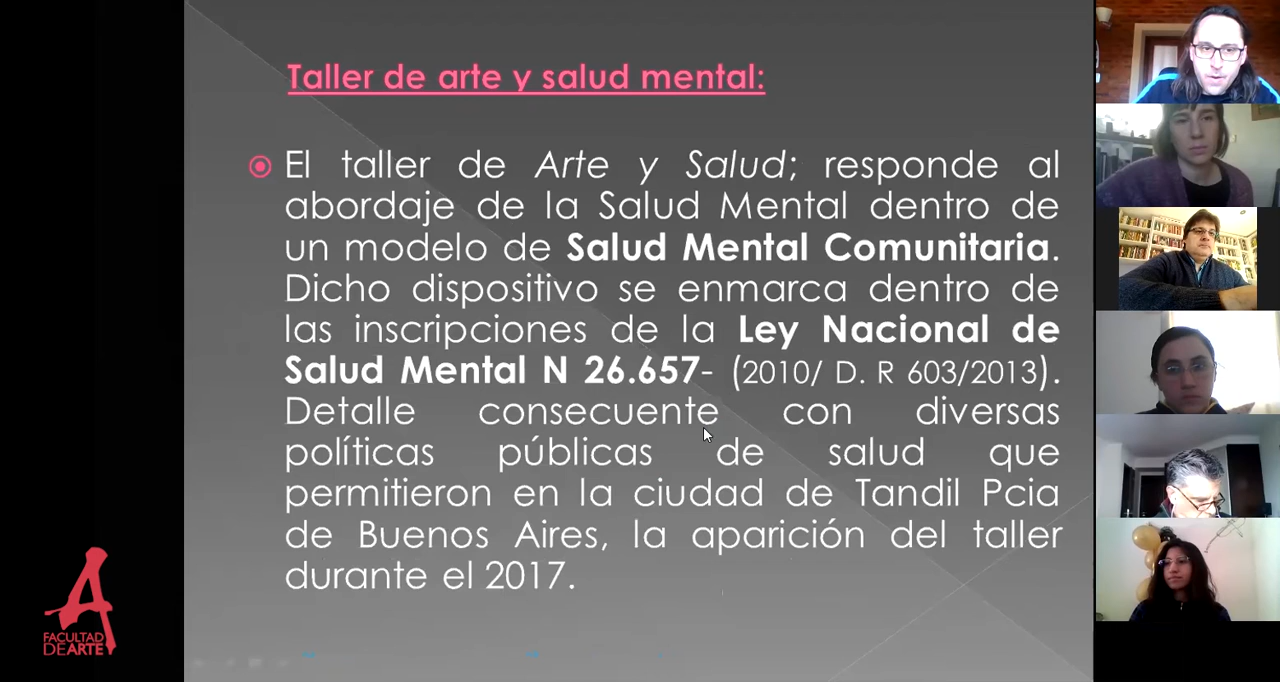 Taller de arte y salud mental:
El taller de Arte y Salud; responde al
abordaje de la Salud Mental dentro de
un modelo de Salud Mental Comunitaria.
Dicho dispositivo se enmarca dentro de
las inscripciones de la Ley Nacional de
Salud Mental N 26.657- (2010/ D. R 603/2013).
Detalle consecuente con diversas
políticas públicas de salud que
permitieron en la ciudad de Tandil Pcia
de Buenos Aires, la aparición del taller
durante el 2017.
FACULTAD
DE ARTE